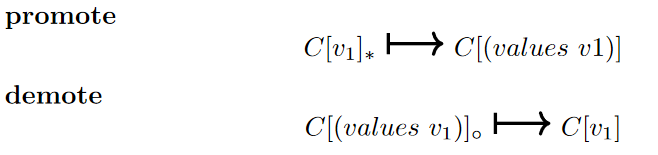 promote
C[v₁]* ⟼ C[(values v1)]
demote
C[(values v₁)]∘ ⟼ C[v₁]